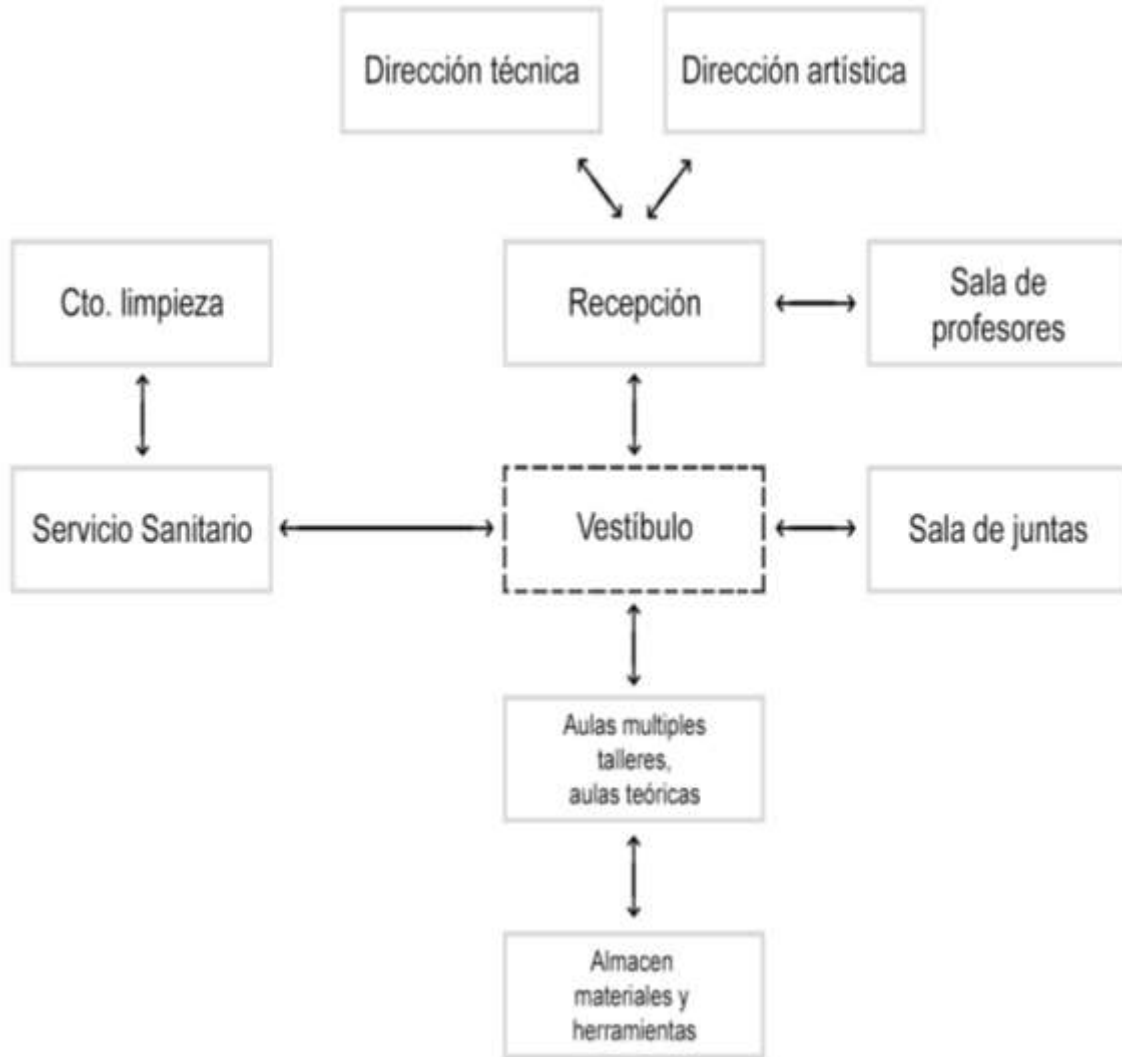 Dirección técnica
Dirección artística
Cto. limpieza
Recepción
Sala de
profesores
Servicio Sanitario
Vestíbulo
Sala de juntas
Aulas multiples
talleres,
aulas teóricas
Almacen
materiales y
herramientas